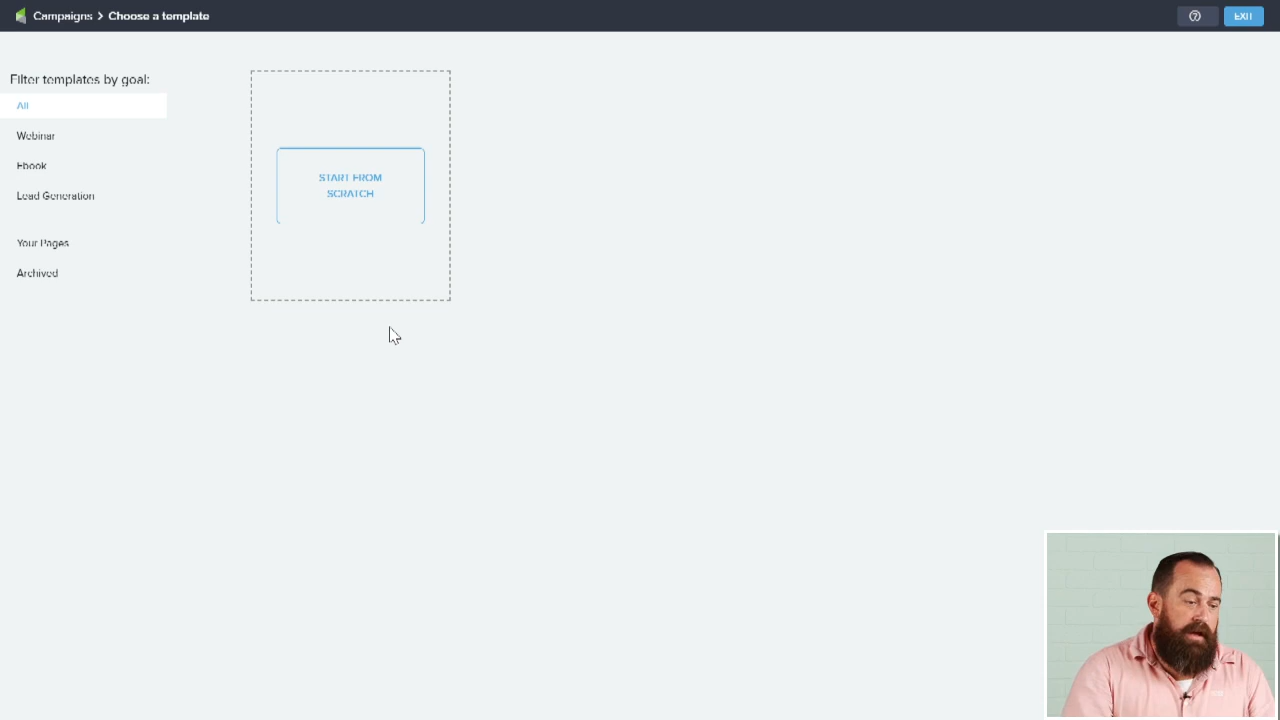 Campaigns > Choose a template
EXIT
Filter templates by goal:
All
Webinar
Ebook
Lead Generation
Your Pages
Archived
START FROM
SCRATCH